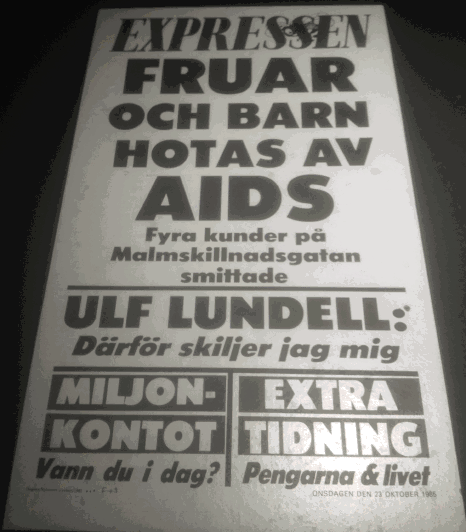 EXPRESSEN
FRUAR
OCH BARN
HOTAS AV
AIDS
Fyra kunder på
Malmskillnadsgatan
smittade
ULF LUNDELL:
Därför skiljer jag mig
MILJON-
KONTOT
Vann du i dag?
EXTRA
TIDNING
Pengarna & livet
ONSDAGEN DEN 23 OKTOBER 1985